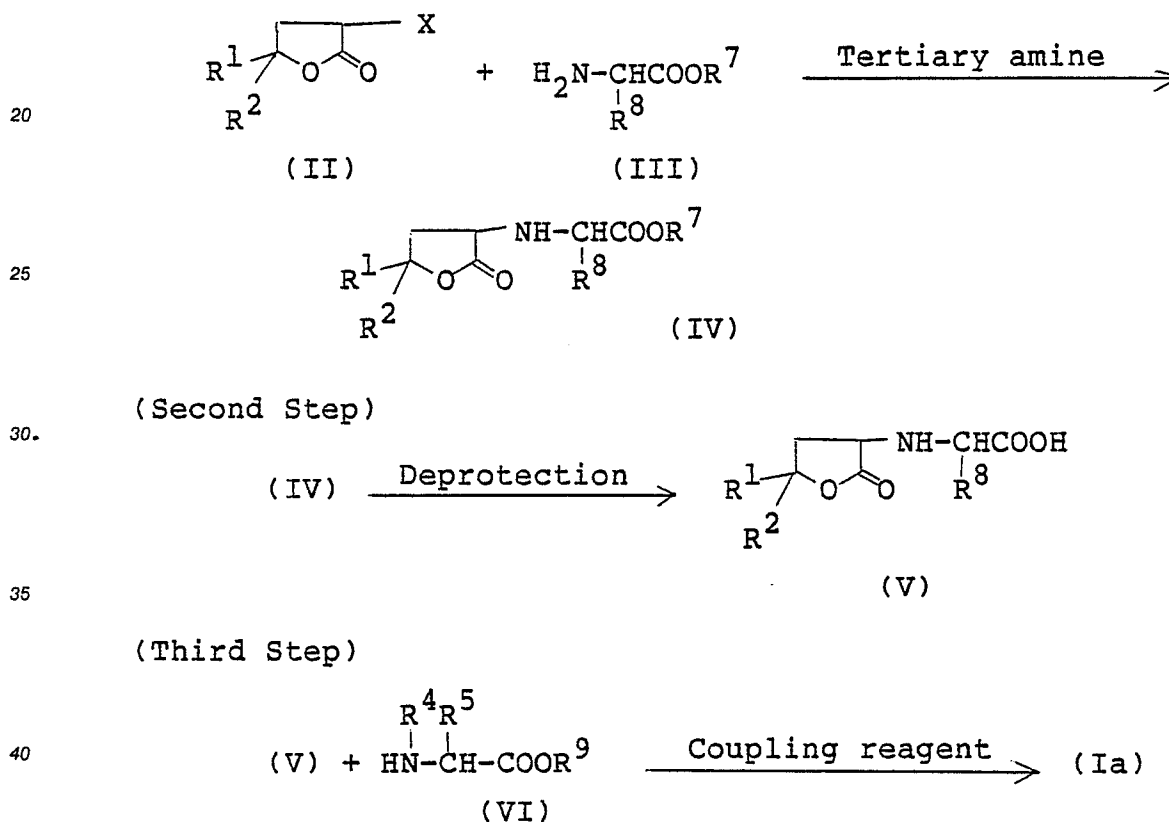 X
R1 O O + H2N-CHCOOR7 Tertiary amine
20 R2 R8
(II) (III)
NH-CHCOOR7
25 R1 O O R8
R2 (IV)
(Second Step)
30. NH-CHCOOH
(IV) Deprotection R1 O O R8
R2
35 (V)
(Third Step)
R4 R5
40 (V) + HN-CH-COOR9 Coupling reagent (Ia)
(VI)